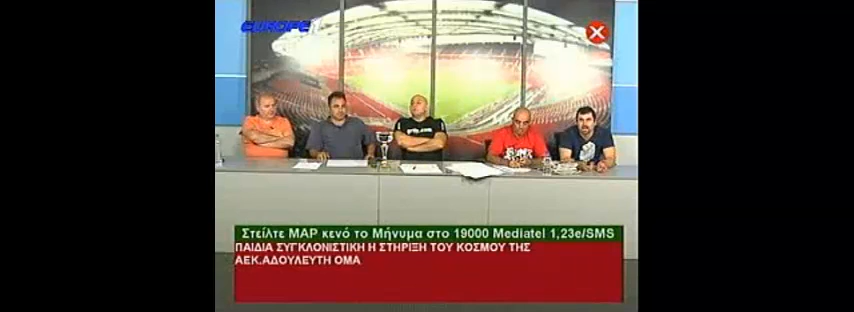 EUROPE
Στείλτε ΜΑΡ κενό το Μήνυμα στο 19000 Mediatel 1,23e/SMS
ΠΑΙΔΙΑ ΣΥΓΚΛΟΝΙΣΤΙΚΗ Η ΣΤΗΡΙΞΗ ΤΟΥ ΚΟΣΜΟΥ ΤΗΣ
ΑΕΚ.ΑΔΟΥΛΕΥΤΗ ΟΜΑ